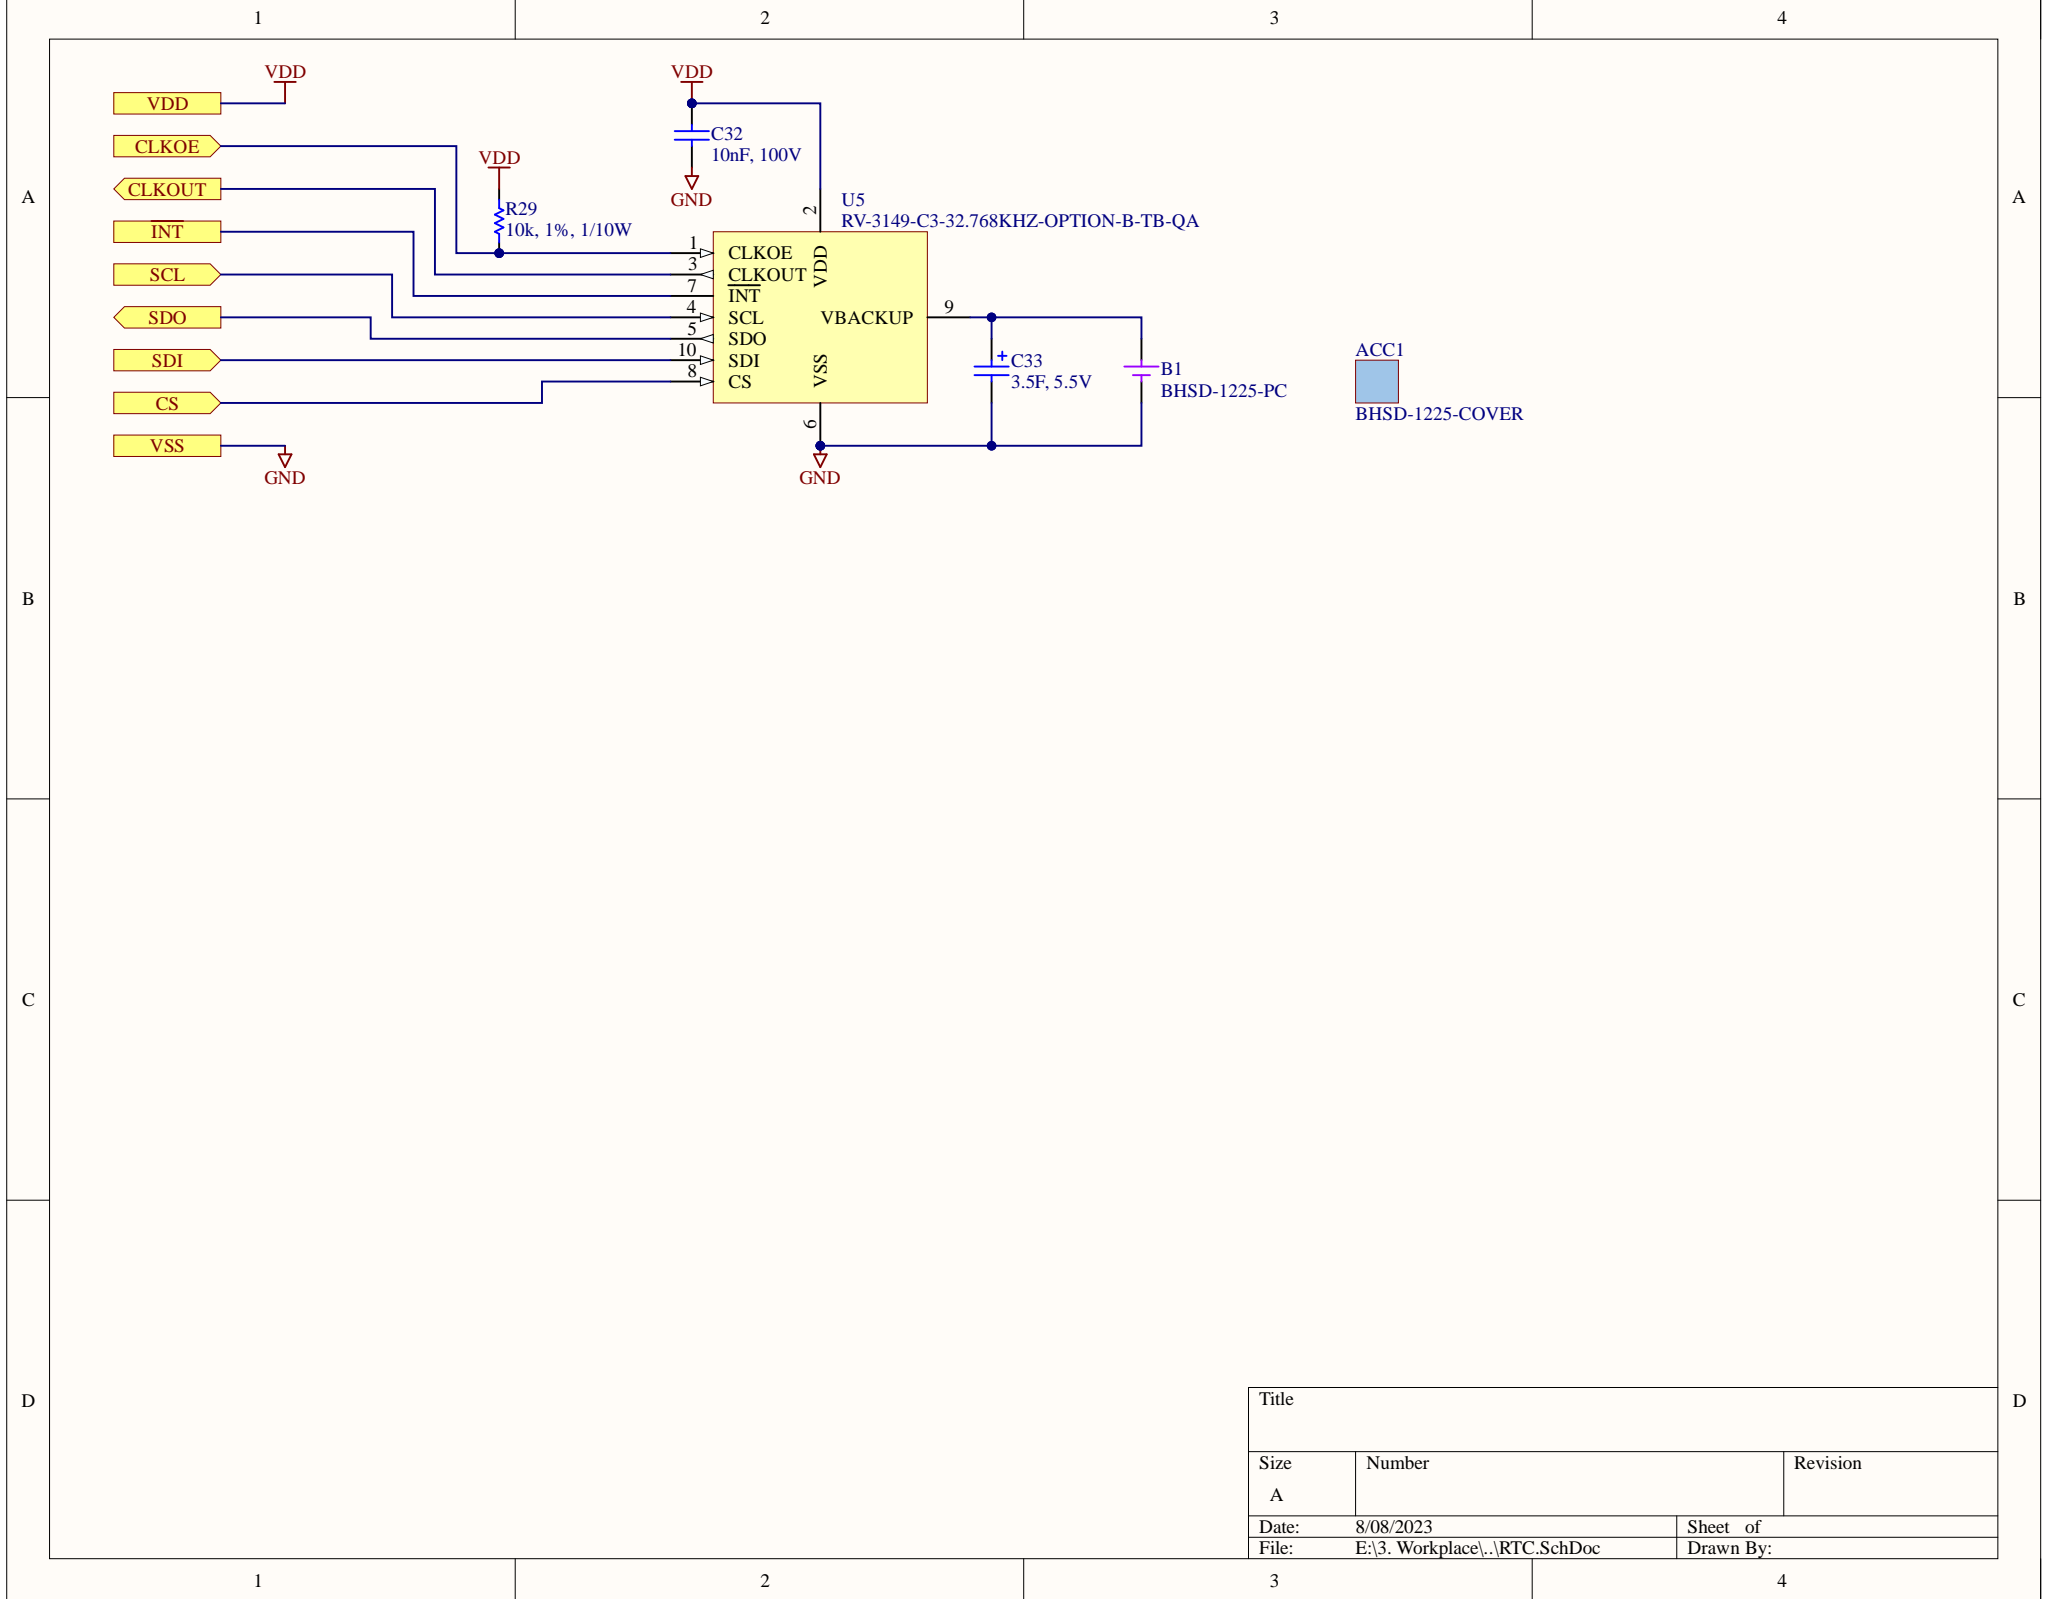 1 2 3 4
VDD
VDD
CLKOE
CLKOUT
INT
SCL
SDO
SDI
CS
VSS
GND
VDD
R29
10k, 1%, 1/10W
VDD
C32
10nF, 100V
GND
U5
RV-3149-C3-32.768KHZ-OPTION-B-TB-QA
2
VDD
1 CLKOE
3 CLKOUT
7 INT
4 SCL
5 SDO
10 SDI
8 CS
VBACKUP 9
VSS
6
GND
C33
3.5F, 5.5V
B1
BHSD-1225-PC
ACC1
BHSD-1225-COVER
A A
B B
C C
D D
Title
Size Number Revision
A
Date: 8/08/2023 Sheet of
File: E:\3. Workplace\..\RTC.SchDoc Drawn By:
1 2 3 4